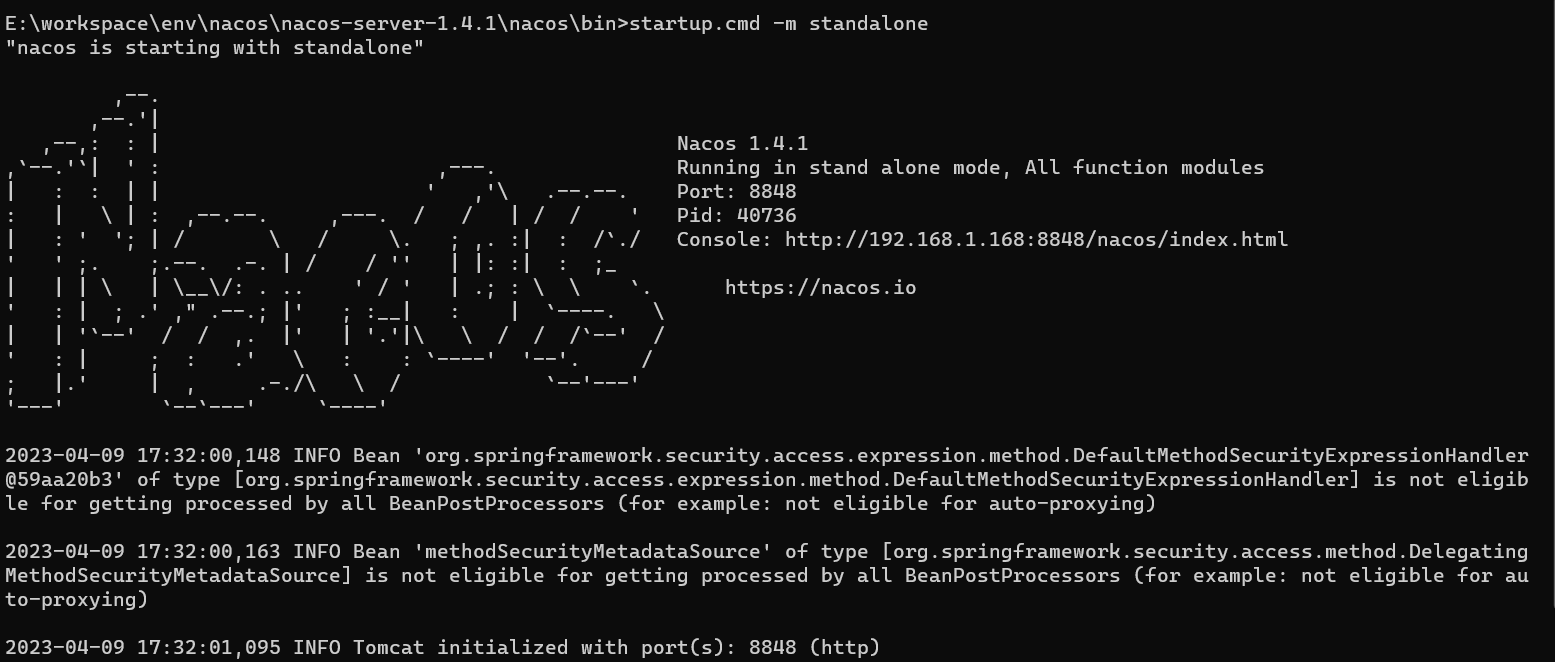 E:\workspace\env\nacos\nacos-server-1.4.1\nacos\bin>startup.cmd -m standalone
"nacos is starting with standalone"
Nacos 1.4.1
Running in stand alone mode, All function modules
Port: 8848
Pid: 40736
Console: http://192.168.1.168:8848/nacos/index.html
https://nacos.io
2023-04-09 17:32:00,148 INFO Bean 'org.springframework.security.access.expression.method.DefaultMethodSecurityExpressionHandler
@59aa20b3' of type [org.springframework.security.access.expression.method.DefaultMethodSecurityExpressionHandler] is not eligib
le for getting processed by all BeanPostProcessors (for example: not eligible for auto-proxying)
2023-04-09 17:32:00,163 INFO Bean 'methodSecurityMetadataSource' of type [org.springframework.security.access.method.Delegating
MethodSecurityMetadataSource] is not eligible for getting processed by all BeanPostProcessors (for example: not eligible for au
to-proxying)
2023-04-09 17:32:01,095 INFO Tomcat initialized with port(s): 8848 (http)